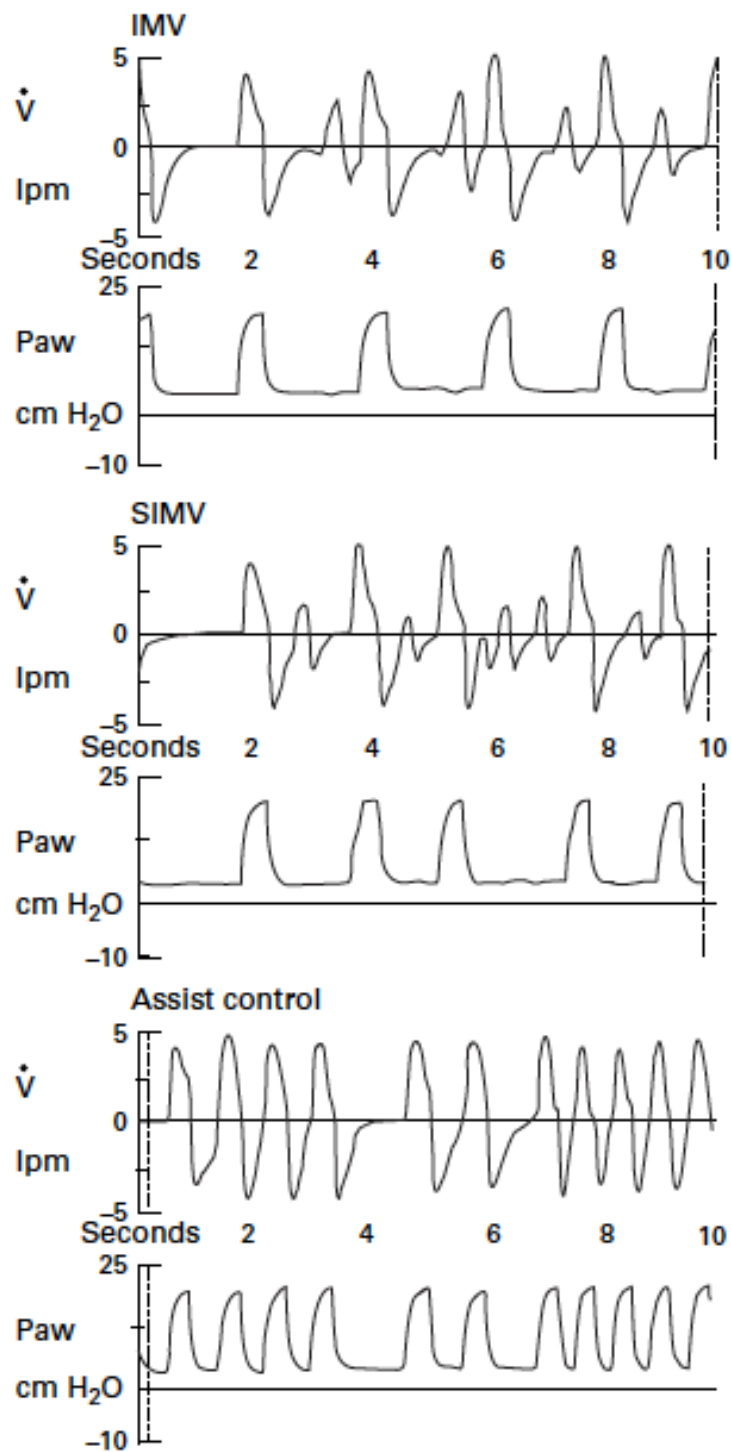 IMV
5
V̇
0
lpm
–5
Seconds 2 4 6 8 10
25
Paw
cm H₂O
–10
SIMV
5
V̇
0
lpm
–5
Seconds 2 4 6 8 10
25
Paw
cm H₂O
–10
Assist control
5
V̇
0
lpm
–5
Seconds 2 4 6 8 10
25
Paw
cm H₂O
–10